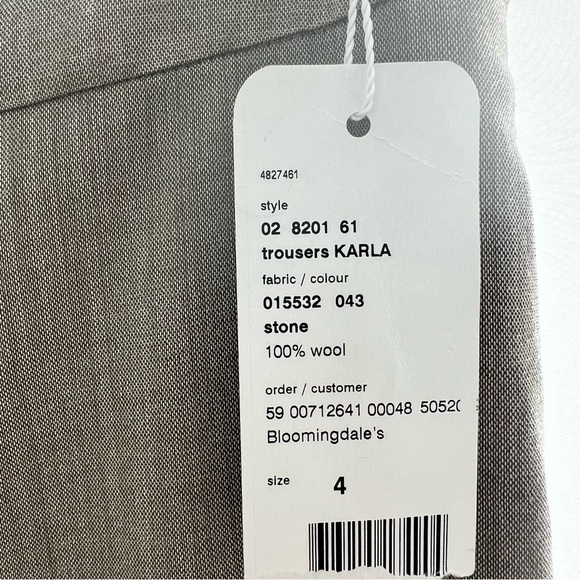 4827461
style
02 8201 61
trousers KARLA
fabric / colour
015532 043
stone
100% wool
order / customer
59 00712641 00048 5052
Bloomingdale's
size 4